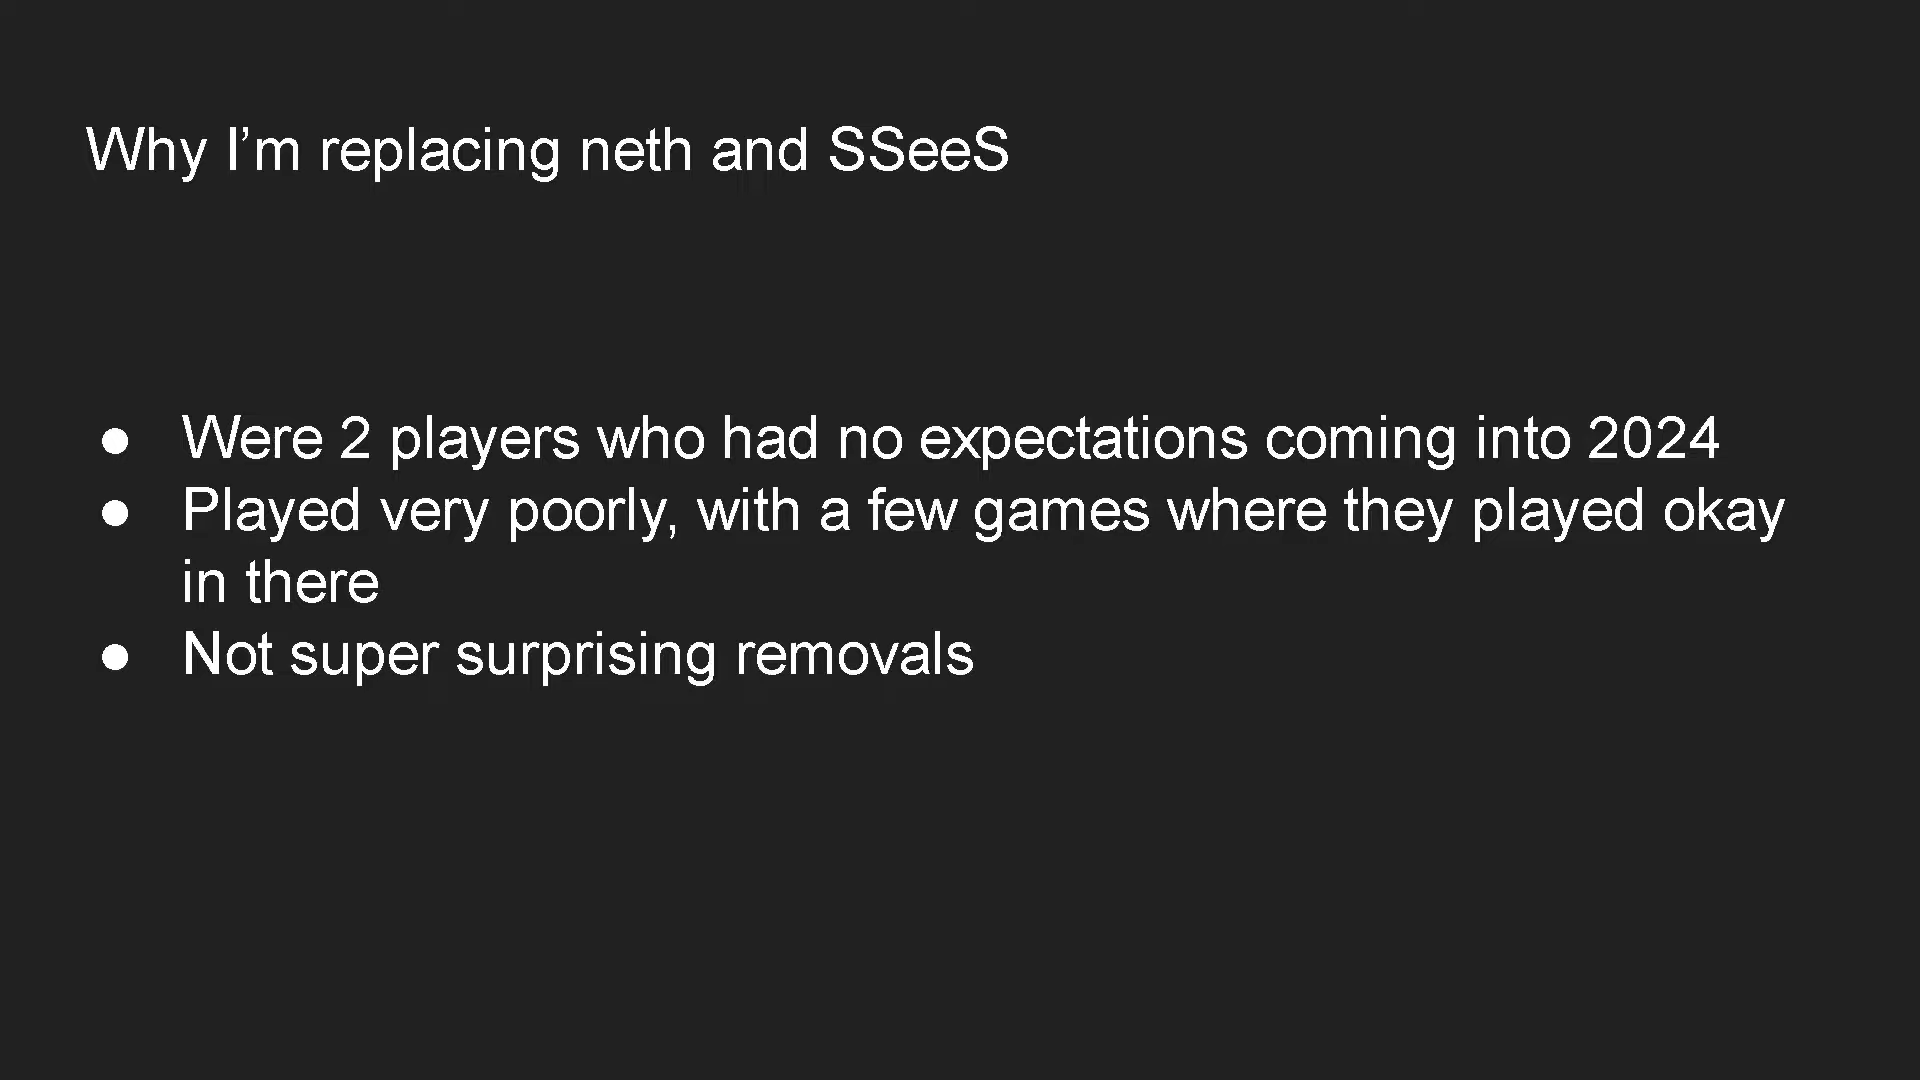 Why I’m replacing neth and SSeeS
● Were 2 players who had no expectations coming into 2024
● Played very poorly, with a few games where they played okay
in there
● Not super surprising removals